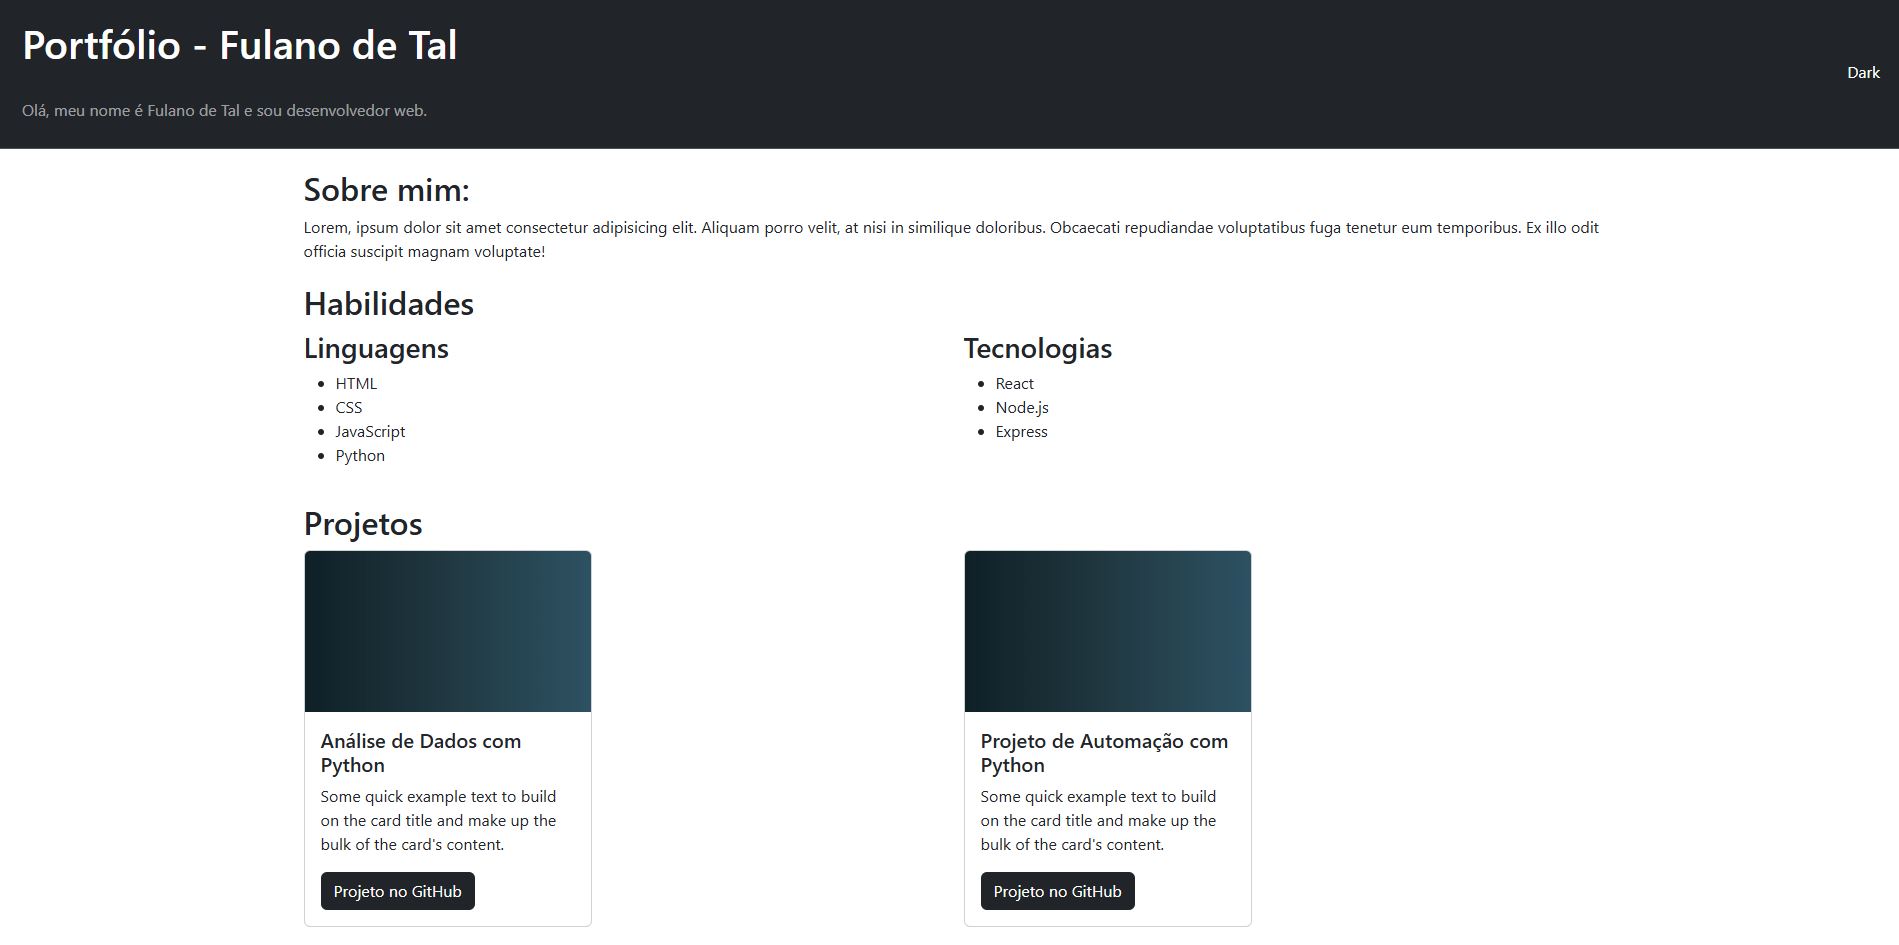 Portfólio - Fulano de Tal
Dark
Olá, meu nome é Fulano de Tal e sou desenvolvedor web.
Sobre mim:
Lorem, ipsum dolor sit amet consectetur adipisicing elit. Aliquam porro velit, at nisi in similique doloribus. Obcaecati repudiandae voluptatibus fuga tenetur eum temporibus. Ex illo odit
officia suscipit magnam voluptate!
Habilidades
Linguagens
HTML
CSS
JavaScript
Python
Tecnologias
React
Node.js
Express
Projetos
Análise de Dados com
Python
Some quick example text to build
on the card title and make up the
bulk of the card's content.
Projeto no GitHub
Projeto de Automação com
Python
Some quick example text to build
on the card title and make up the
bulk of the card's content.
Projeto no GitHub